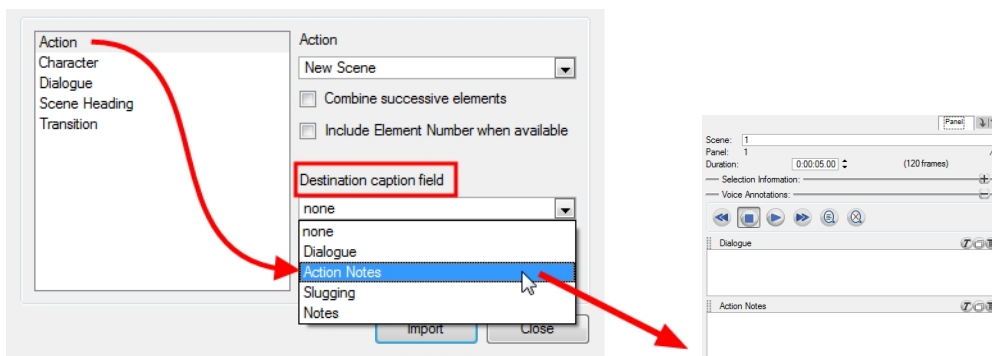 Action
Character
Dialogue
Scene Heading
Transition
Action
New Scene
Combine successive elements
Include Element Number when available
Destination caption field
none
none
Dialogue
Action Notes
Slugging
Notes
Import
Close
Panel
Scene: 1
Panel: 1
Duration: 0:00:05.00 (120 frames)
Selection Information:
Voice Annotations:
Dialogue
Action Notes